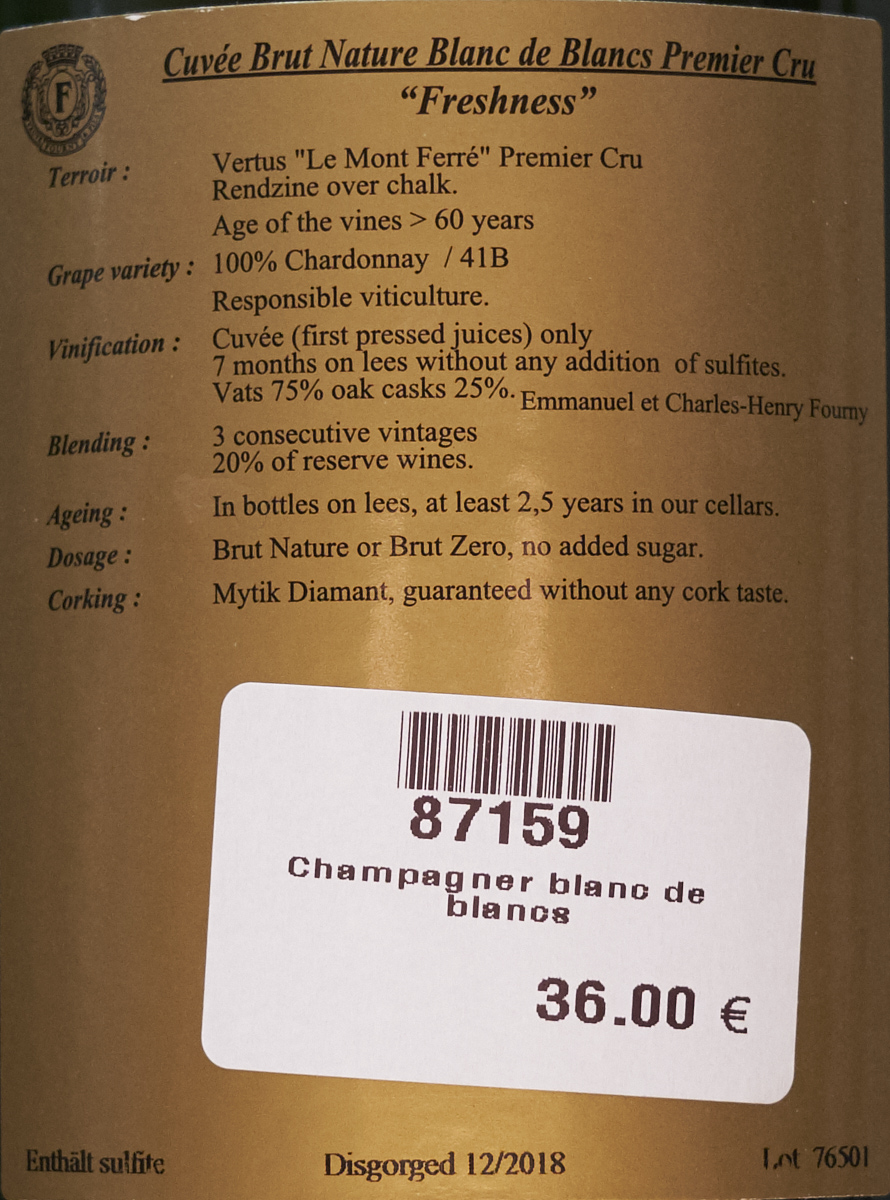 Cuvée Brut Nature Blanc de Blancs Premier Cru
“Freshness”
F
Terroir : Vertus "Le Mont Ferré" Premier Cru
Rendzine over chalk.
Age of the vines > 60 years
Grape variety : 100% Chardonnay / 41B
Responsible viticulture.
Vinification : Cuvée (first pressed juices) only
7 months on lees without any addition of sulfites.
Vats 75% oak casks 25%. Emmanuel et Charles-Henry Fourny
Blending : 3 consecutive vintages
20% of reserve wines.
Ageing : In bottles on lees, at least 2,5 years in our cellars.
Dosage : Brut Nature or Brut Zero, no added sugar.
Corking : Mytik Diamant, guaranteed without any cork taste.
87159
Champagner blanc de
blancs
36.00 €
Enthält sulfite Disgorged 12/2018 Lot 76501